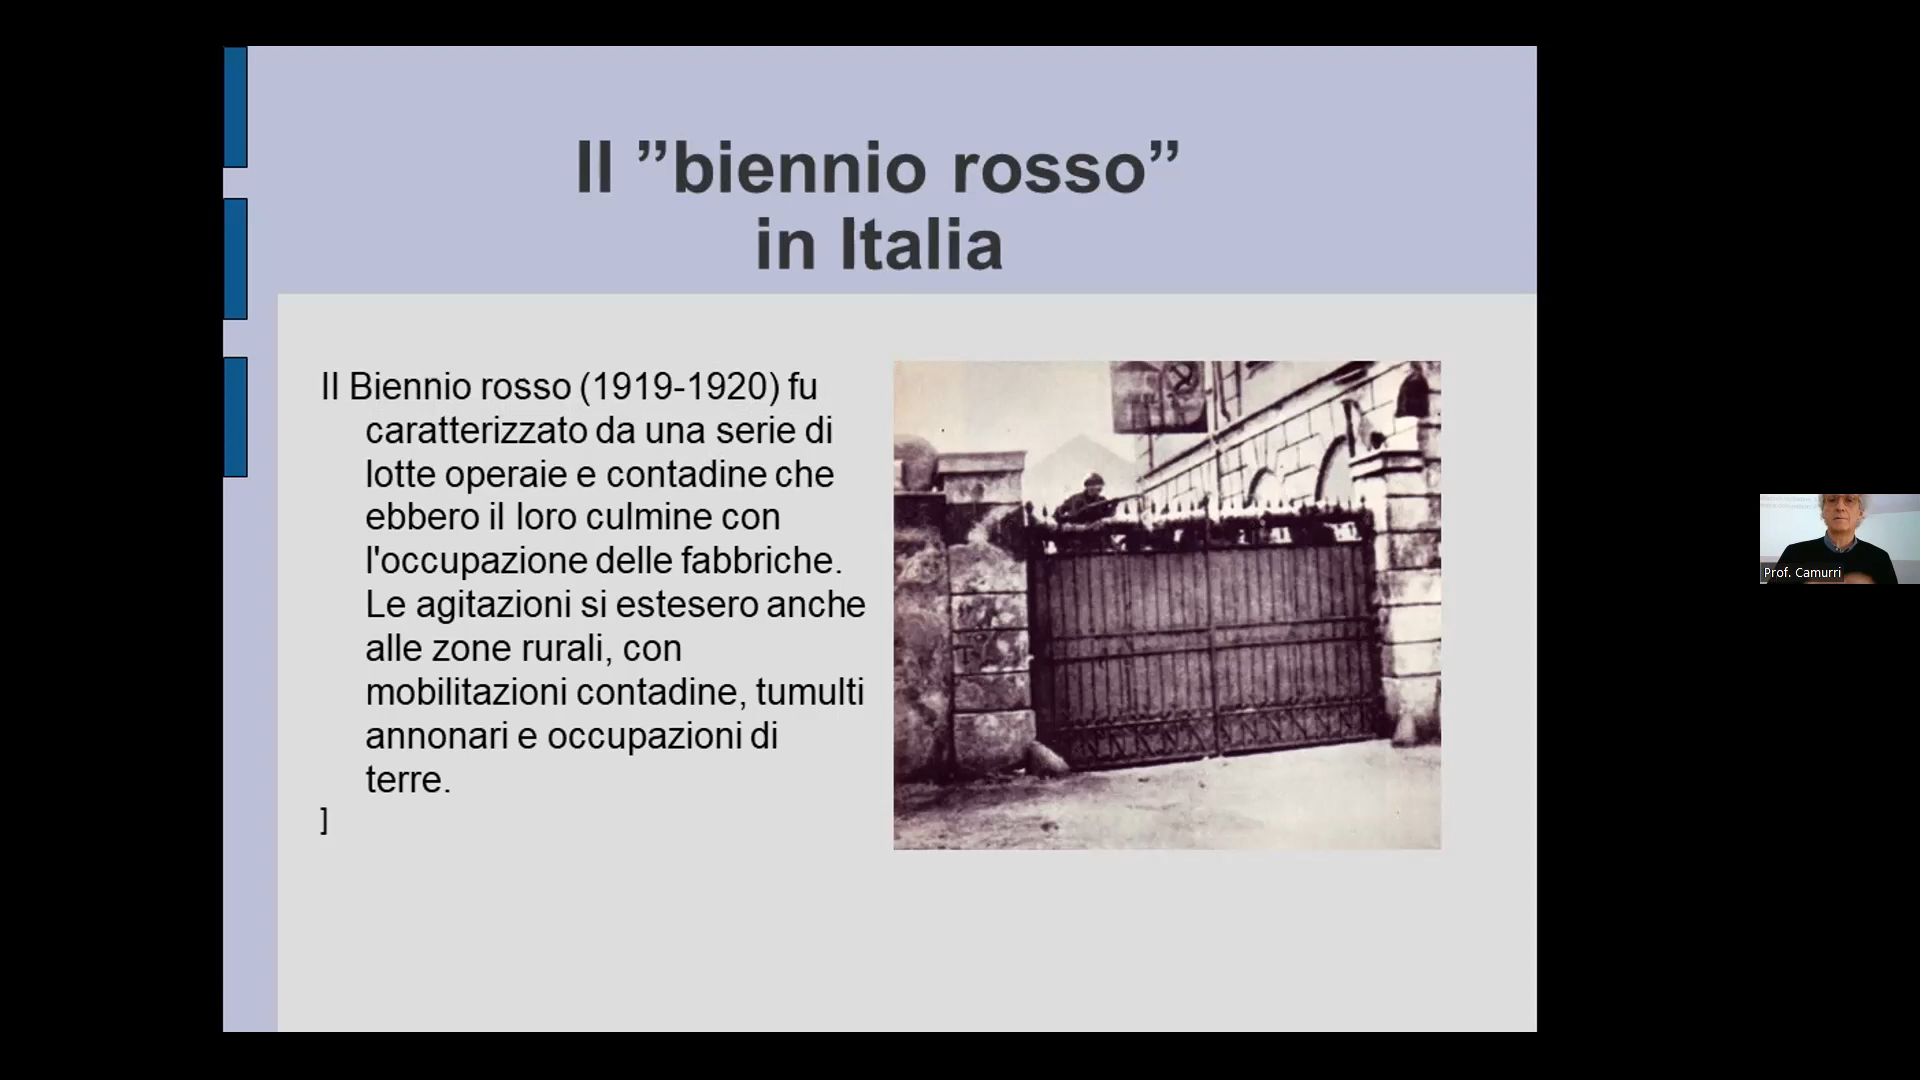 Il ”biennio rosso”
in Italia
Il Biennio rosso (1919-1920) fu
caratterizzato da una serie di
lotte operaie e contadine che
ebbero il loro culmine con
l'occupazione delle fabbriche.
Le agitazioni si estesero anche
alle zone rurali, con
mobilitazioni contadine, tumulti
annonari e occupazioni di
terre.
]
Prof. Camurri